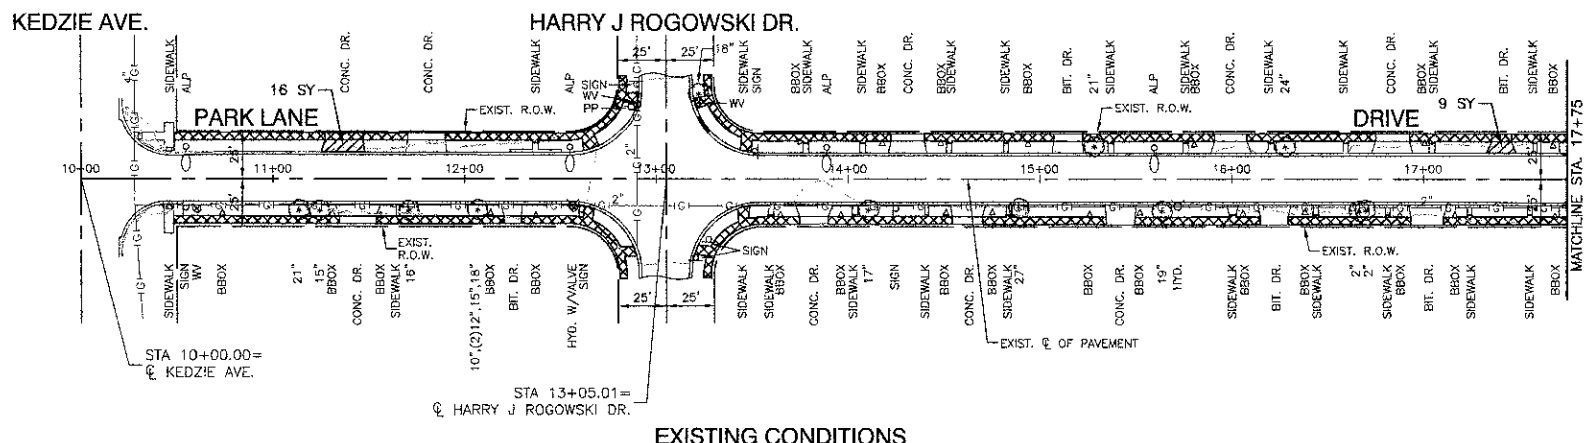 KEDZIE AVE.
HARRY J ROGOWSKI DR.
25' 25'
18"
4"
G
SIDEWALK
ALP
CONC. DR.
CONC. DR.
SIDEWALK
ALP
SIGN
WV
PP
WV
SIDEWALK
SIGN
BBOX
SIDEWALK
ALP
SIDEWALK
BBOX
CONC. DR.
BBOX
SIDEWALK
SIDEWALK
BBOX
BIT. DR.
21"
SIDEWALK
ALP
SIDEWALK
BBOX
CONC. DR.
SIDEWALK
24"
SIDEWALK
CONC. DR.
BBOX
SIDEWALK
BIT. DR.
SIDEWALK
BBOX
16 SY
PARK LANE
EXIST. R.O.W.
EXIST. R.O.W.
DRIVE
9 SY
MATCHLINE STA. 17+75
25'
2"
25'
10+00
11+00
12+00
13+00
14+00
15+00
16+00
17+00
25'
2"
2"
25'
EXIST.
R.O.W.
SIGN
EXIST. R.O.W.
SIDEWALK
SIGN
WV
BBOX
21"
15"
BBOX
CONC. DR.
BBOX
SIDEWALK
16"
10",(2)12",15",18"
BBOX
BIT. DR.
BBOX
HYD. W/VALVE
SIGN
25' 25'
SIDEWALK
SIDEWALK
BBOX
CONC. DR.
SIDEWALK
17"
SIGN
SIDEWALK
BBOX
CONC. DR.
BBOX
SIDEWALK
27"
BBOX
CONC. DR.
BBOX
19"
HYD.
SIDEWALK
BBOX
BIT. DR.
BBOX
SIDEWALK
2"
2"
SIDEWALK
BBOX
BIT. DR.
BBOX
SIDEWALK
SIDEWALK
BBOX
EXIST. ℄ OF PAVEMENT
STA 10+00.00=
℄ KEDZIE AVE.
STA 13+05.01=
℄ HARRY J ROGOWSKI DR.
EXISTING CONDITIONS